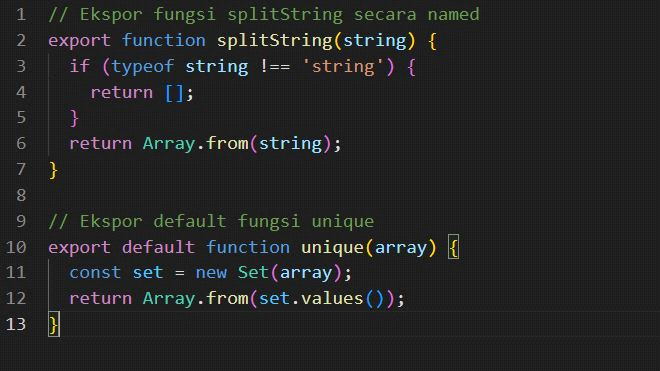 1 // Ekspor fungsi splitString secara named
2 export function splitString(string) {
3   if (typeof string !== 'string') {
4     return [];
5   }
6   return Array.from(string);
7 }
8
9 // Ekspor default fungsi unique
10 export default function unique(array) {
11   const set = new Set(array);
12   return Array.from(set.values());
13 }